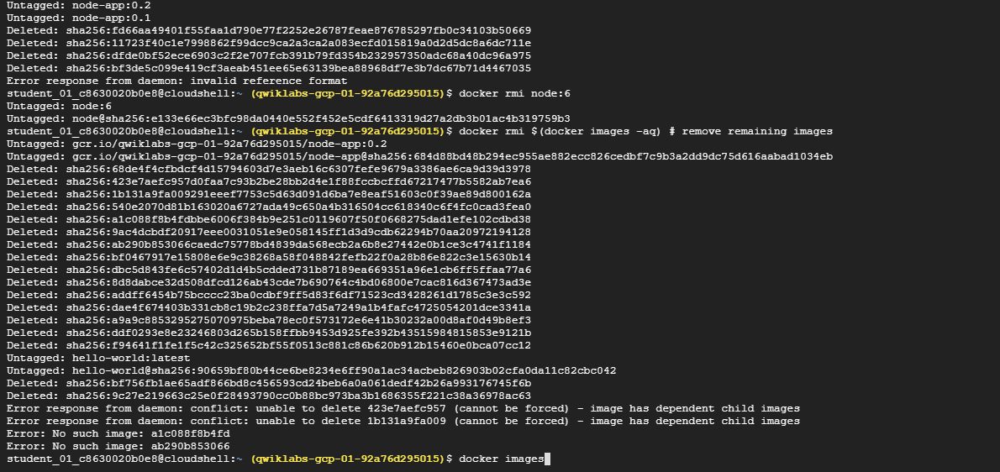 Untagged: node-app:0.2
Untagged: node-app:0.1
Deleted: sha256:fd66aa49401f55faa1d790e77f2252e26787feae876785297fb0c34103b50669
Deleted: sha256:11723f40c1e7998862f99dcc9ca2a3ca2a083ecfd015819a0d2d5dc8a6dc711e
Deleted: sha256:dfde0bf52ece6903c2f2e707fcb391b79fd354b232957350adc68a40dc96a975
Deleted: sha256:bf3de5c099e419cf3aeab451ee65e63139bea88968df7e3b7dc67b71d4467035
Error response from daemon: invalid reference format
student_01_c8630020b0e8@cloudshell:~ (qwiklabs-gcp-01-92a76d295015)$ docker rmi node:6
Untagged: node:6
Untagged: node@sha256:e133e66ec3bfc98da0440e552f452e5cdf6413319d27a2db3b01ac4b319759b3
student_01_c8630020b0e8@cloudshell:~ (qwiklabs-gcp-01-92a76d295015)$ docker rmi $(docker images -aq) # remove remaining images
Untagged: gcr.io/qwiklabs-gcp-01-92a76d295015/node-app:0.2
Untagged: gcr.io/qwiklabs-gcp-01-92a76d295015/node-app@sha256:684d88bd48b294ec955ae882ecc826cedbf7c9b3a2dd9dc75d616aabad1034eb
Deleted: sha256:68de4f4cfbdcf4d15794603d7e3aeb16c6307fefe9679a3386ae6ca9d39d3978
Deleted: sha256:423e7aefc957d0faa7c93b2be28bb2d4e1f88fccbcffd67217477b5582ab7ea6
Deleted: sha256:1b131a9fa009291eeef7753c5d63d091d6ba7e8eaf51603c0f39ae89d800162a
Deleted: sha256:540e2070d81b163020a6727ada49c650a4b316504cc618340c6f4fc0cad3fea0
Deleted: sha256:a1c088f8b4fdbbe6006f384b9e251c0119607f50f0668275dad1efe102cdbd38
Deleted: sha256:9ac4dcbdf20917eee0031051e9e058145ff1d3d9cdb62294b70aa20972194128
Deleted: sha256:ab290b853066caedc75778bd4839da568ecb2a6b8e27442e0b1ce3c4741f1184
Deleted: sha256:bf0467917e15808e6e9c38268a58f048842fefb22f0a28b86e822c3e15630b14
Deleted: sha256:dbc5d843fe6c57402d1d4b5cdded731b87189ea669351a96e1cb6ff5ffaa77a6
Deleted: sha256:8d8dabce32d508dfcd126ab43cde7b690764c4bd06800e7cac816d367473ad3e
Deleted: sha256:addff6454b75bcccc23ba0cdbf9ff5d83f6df71523cd3428261d1785c3e3c592
Deleted: sha256:dae4f674403b331cb8c19b2c238ffa7d5a7249a1b4fafc4725054201dce3341a
Deleted: sha256:a9a9c8853295275070975beba78ec0f573172e6e41b30232a00d8af0d49b8ef3
Deleted: sha256:ddf0293e8e23246803d265b158ffbb9453d925fe392b43515984815853e9121b
Deleted: sha256:f94641f1fe1f5c42c325652bf55f0513c881c86b620b912b15460e0bca07cc12
Untagged: hello-world:latest
Untagged: hello-world@sha256:90659bf80b44ce6be8234e6ff90a1ac34acbeb826903b02cfa0da11c82cbc042
Deleted: sha256:bf756fb1ae65adf866bd8c456593cd24beb6a0a061dedf42b26a993176745f6b
Deleted: sha256:9c27e219663c25e0f28493790cc0b88bc973ba3b1686355f221c38a36978ac63
Error response from daemon: conflict: unable to delete 423e7aefc957 (cannot be forced) - image has dependent child images
Error response from daemon: conflict: unable to delete 1b131a9fa009 (cannot be forced) - image has dependent child images
Error: No such image: a1c088f8b4fd
Error: No such image: ab290b853066
student_01_c8630020b0e8@cloudshell:~ (qwiklabs-gcp-01-92a76d295015)$ docker images